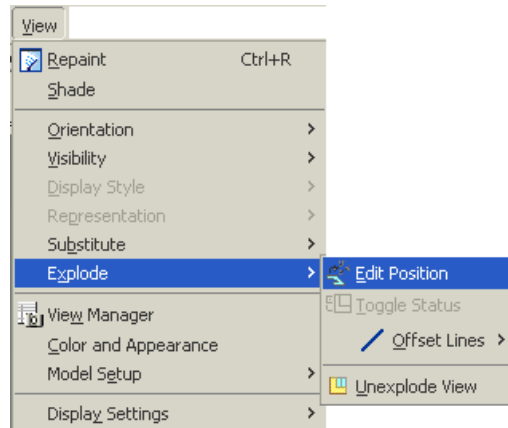 View
Repaint Ctrl+R
Shade
Orientation
Visibility
Display Style
Representation
Substitute
Explode
Edit Position
Toggle Status
Offset Lines
Unexplode View
View Manager
Color and Appearance
Model Setup
Display Settings